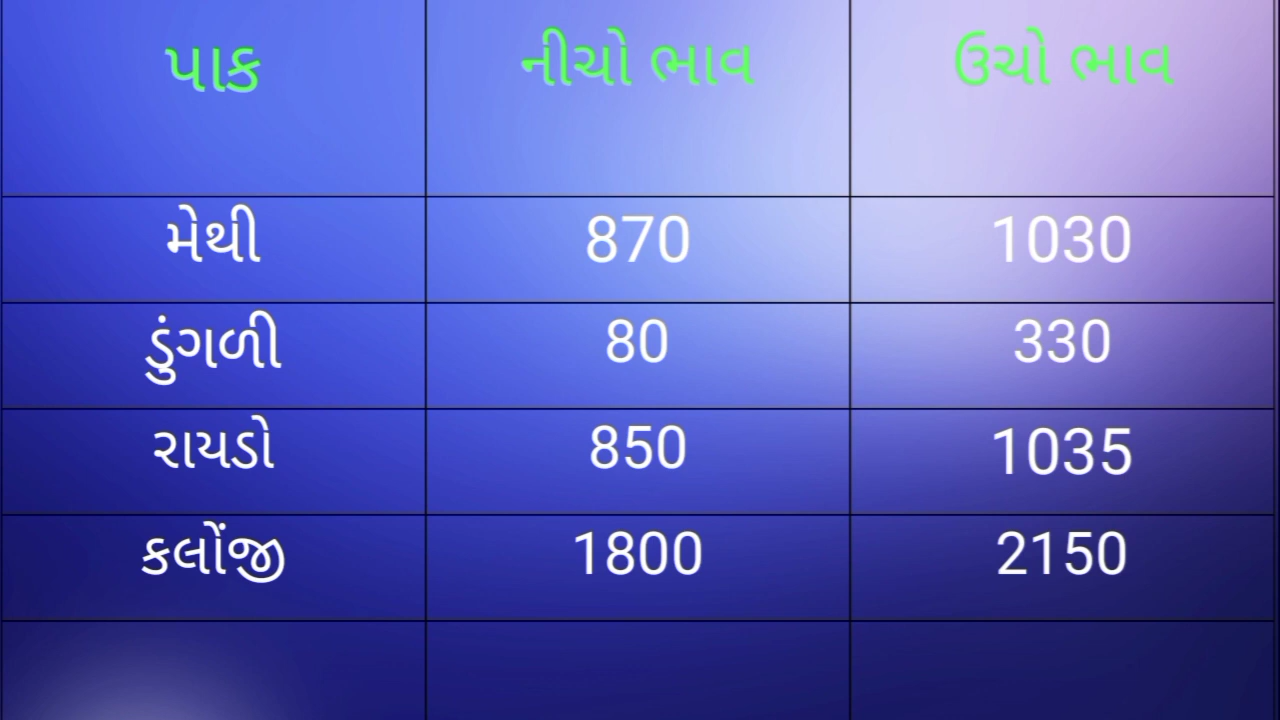 પાક નીચો ભાવ ઉચો ભાવ
મેથી 870 1030
ડુંગળી 80 330
રાયડો 850 1035
કલોંજી 1800 2150